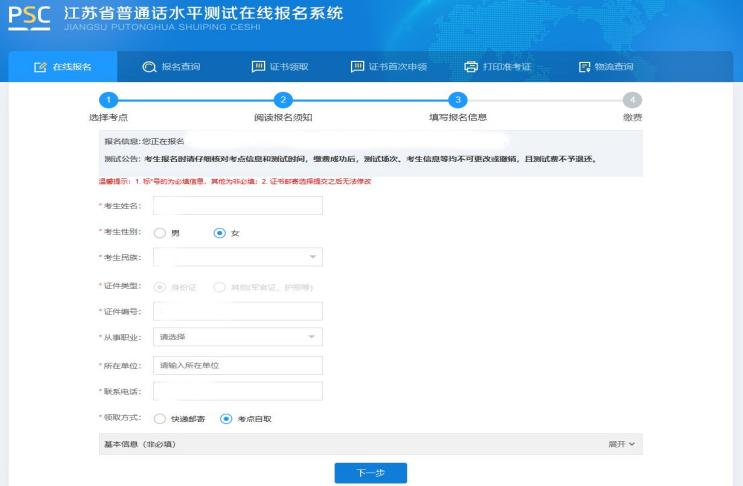 PSC 江苏省普通话水平测试在线报名系统
JIANGSU PUTONGHUA SHUIPING CESHI
在线报名 报名查询 证书领取 证书首次申领 打印准考证 物流查询
1 2 3 4
选择考点 阅读报名须知 填写报名信息 缴费
报名信息:您正在报名
测试公告: 考生报名时请仔细核对考点信息和测试时间，缴费成功后，测试场次、考生信息等均不可更改或撤销，且测试费不予退还。
温馨提示：1. 标*号的为必填信息，其他为非必填；2. 证书邮寄选择提交之后无法修改
*考生姓名：
*考生性别： 男 女
*考生民族：
*证件类型： 身份证 其他(军官证、护照等)
*证件编号：
*从事职业： 请选择
*所在单位： 请输入所在单位
*联系电话：
*领取方式： 快递邮寄 考点自取
基本信息（非必填） 展开
下一步